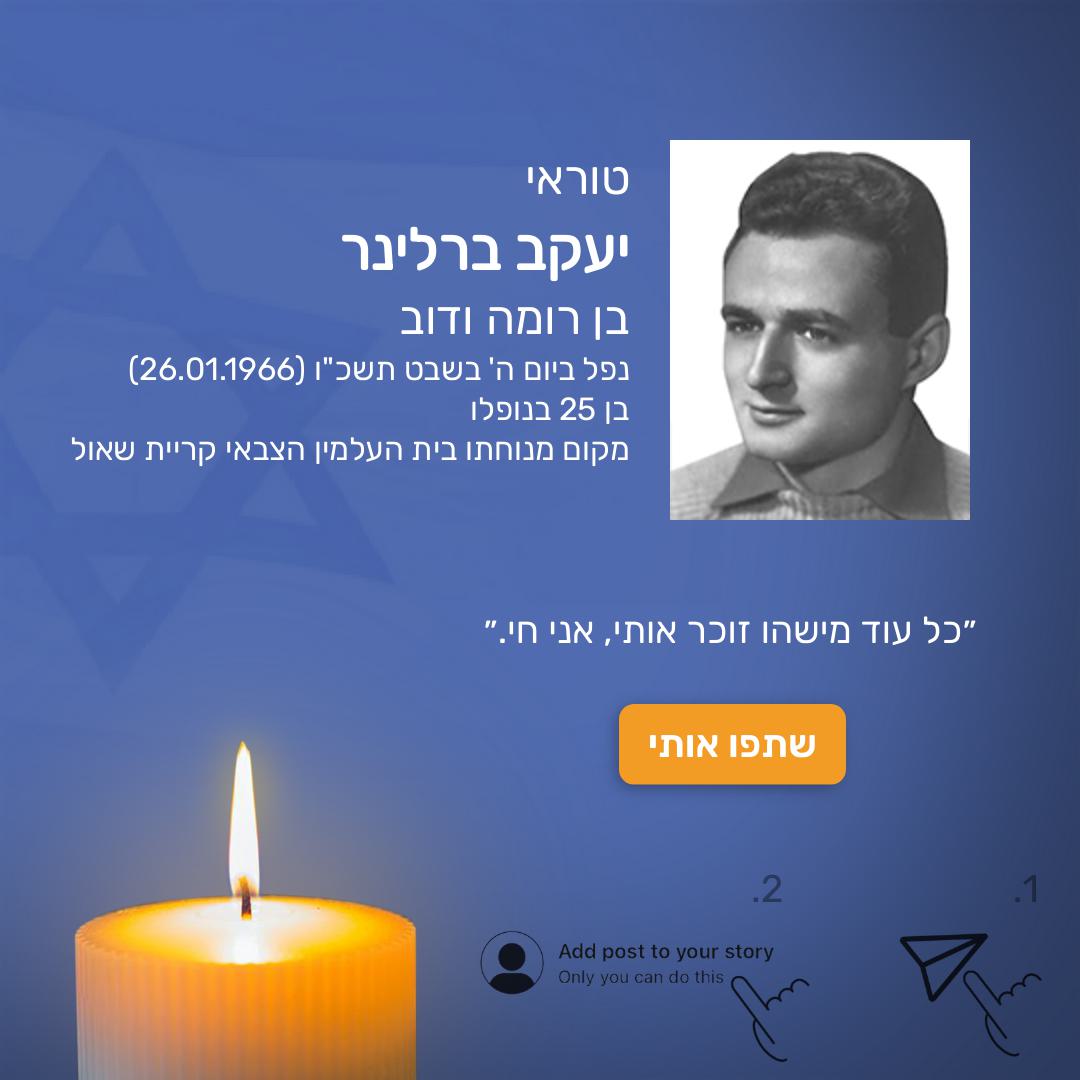 טוראי
יעקב ברלינר
בן רומה ודוב
נפל ביום ה' בשבט תשכ"ו (26.01.1966)
בן 25 בנופלו
מקום מנוחתו בית העלמין הצבאי קריית שאול
״כל עוד מישהו זוכר אותי, אני חי.״
שתפו אותי
.1
.2
Add post to your story
Only you can do this